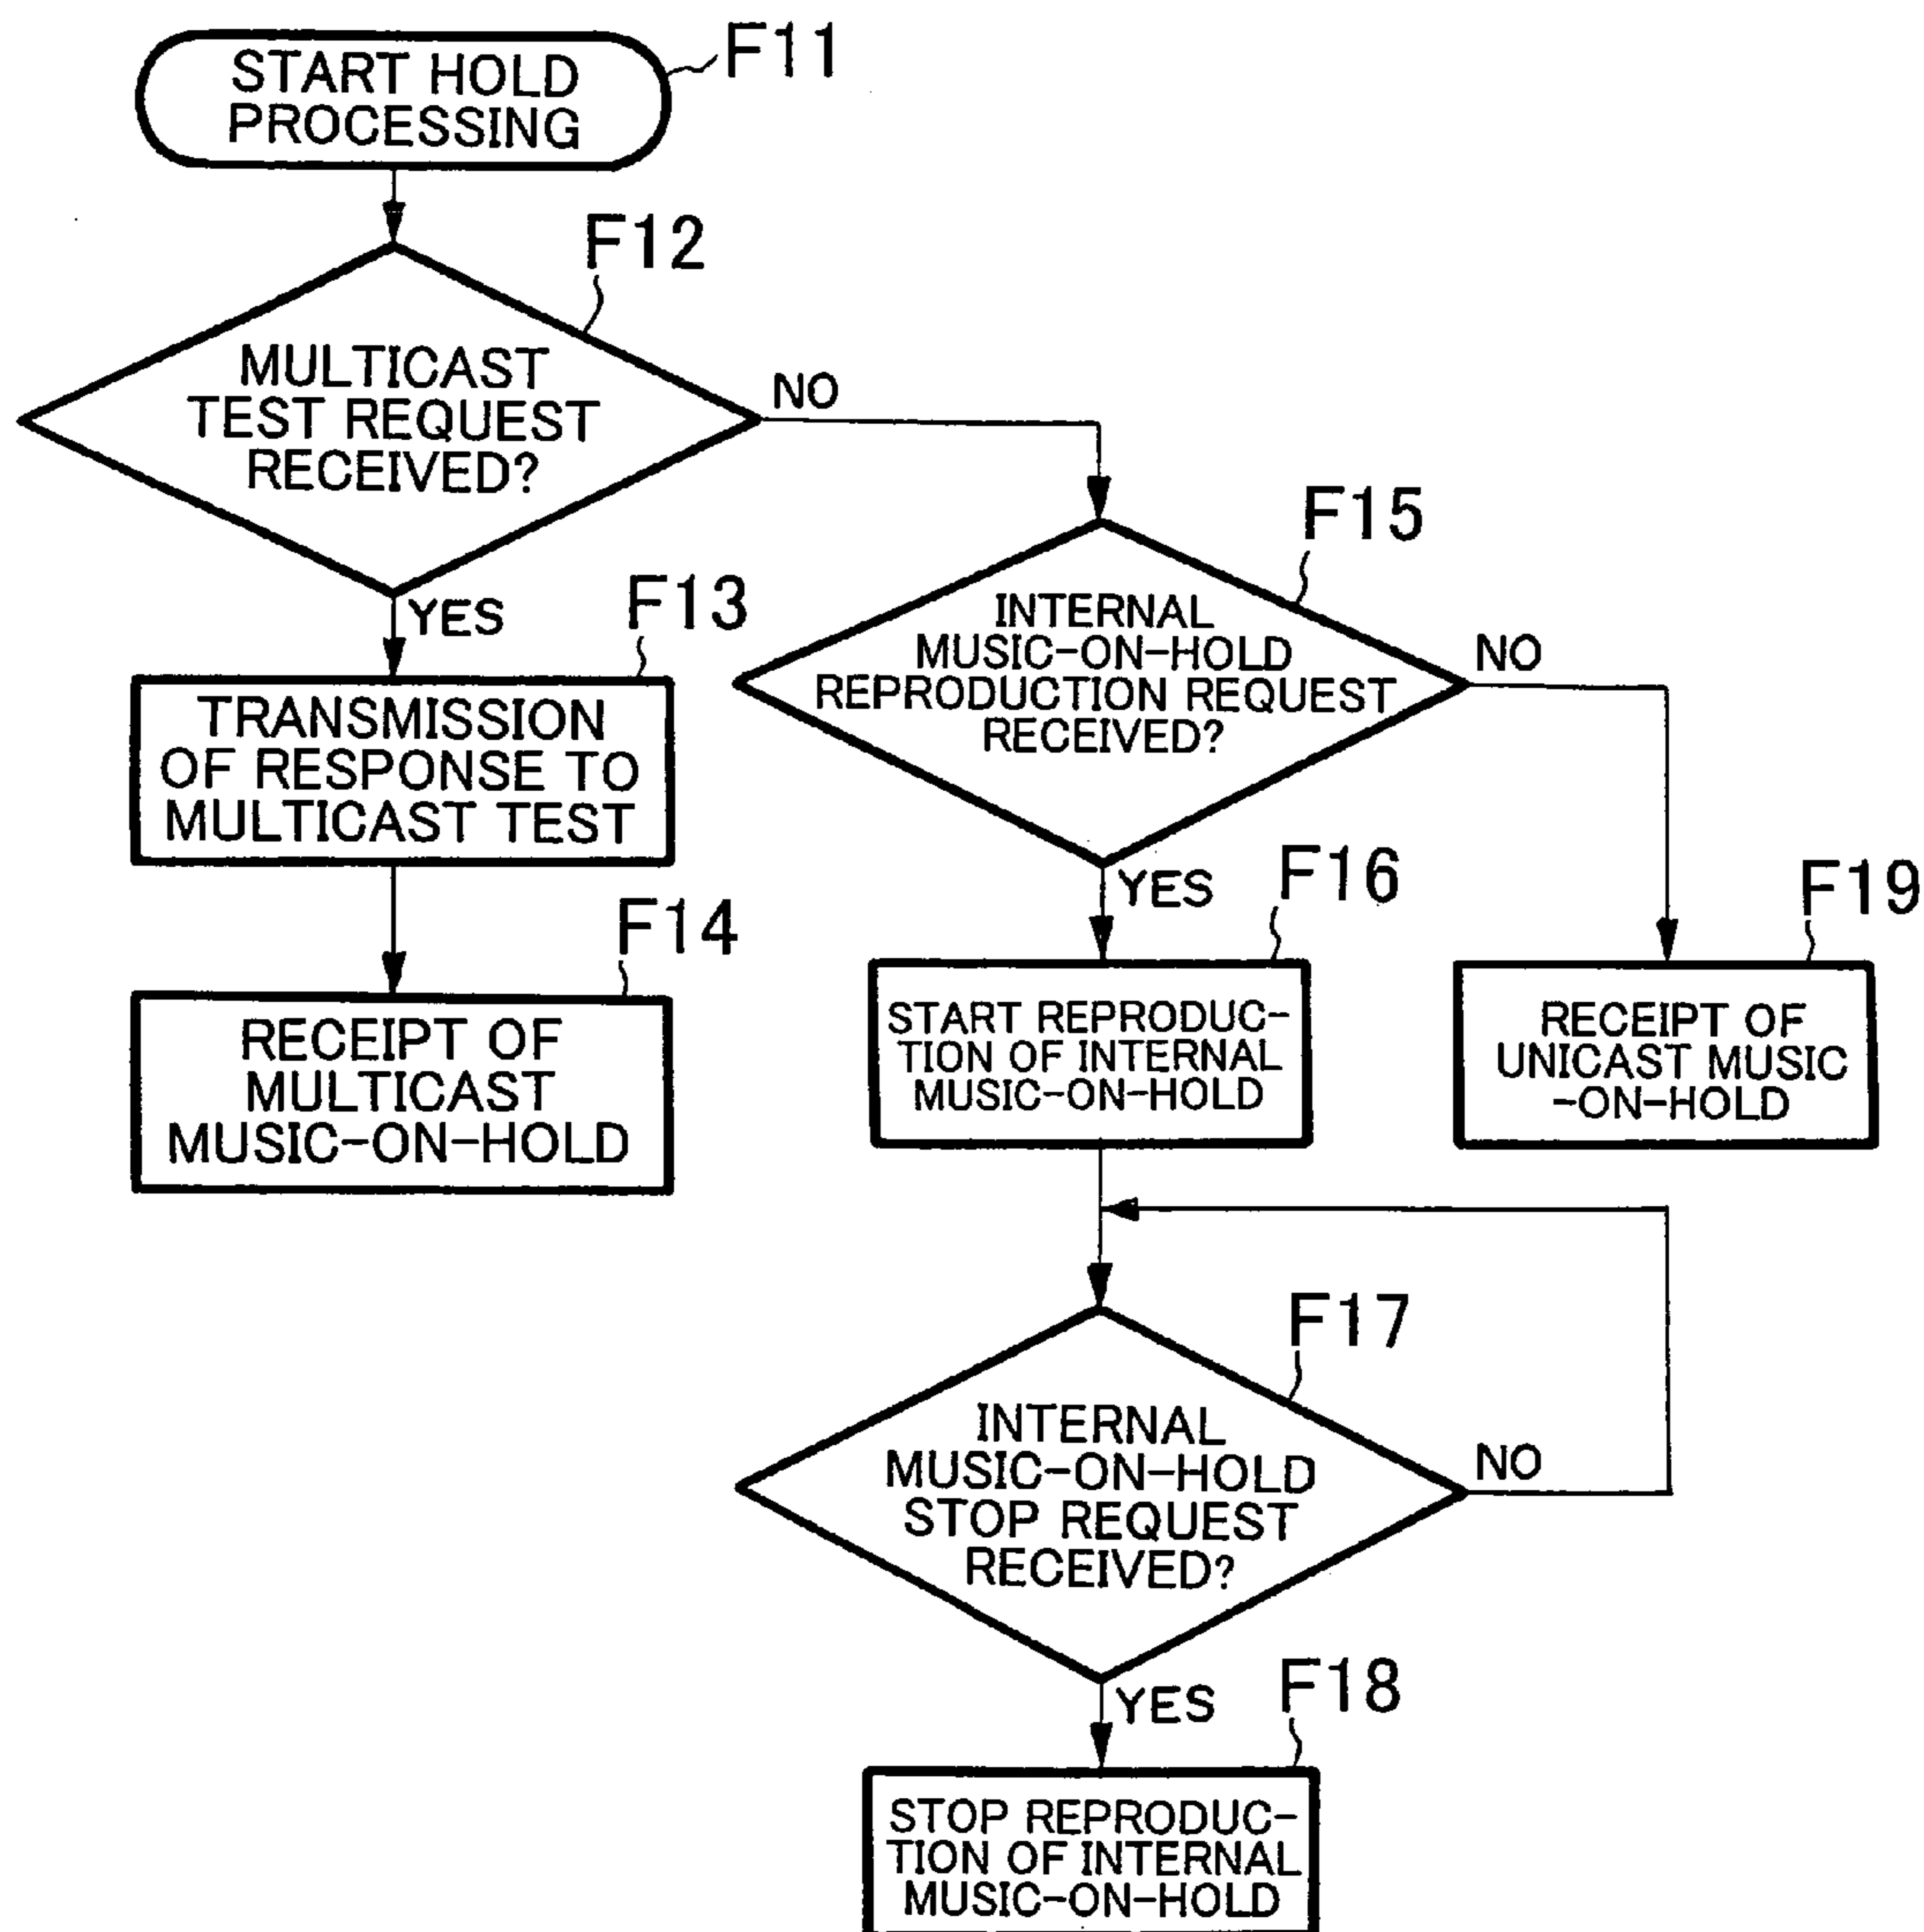 F11
START HOLD
PROCESSING
F12
MULTICAST
TEST REQUEST
RECEIVED?
NO
YES
F13
TRANSMISSION
OF RESPONSE TO
MULTICAST TEST
F14
RECEIPT OF
MULTICAST
MUSIC-ON-HOLD
F15
INTERNAL
MUSIC-ON-HOLD
REPRODUCTION REQUEST
RECEIVED?
NO
YES
F16
START REPRODUC-
TION OF INTERNAL
MUSIC-ON-HOLD
F19
RECEIPT OF
UNICAST MUSIC
-ON-HOLD
F17
INTERNAL
MUSIC-ON-HOLD
STOP REQUEST
RECEIVED?
NO
YES
F18
STOP REPRODUC-
TION OF INTERNAL
MUSIC-ON-HOLD